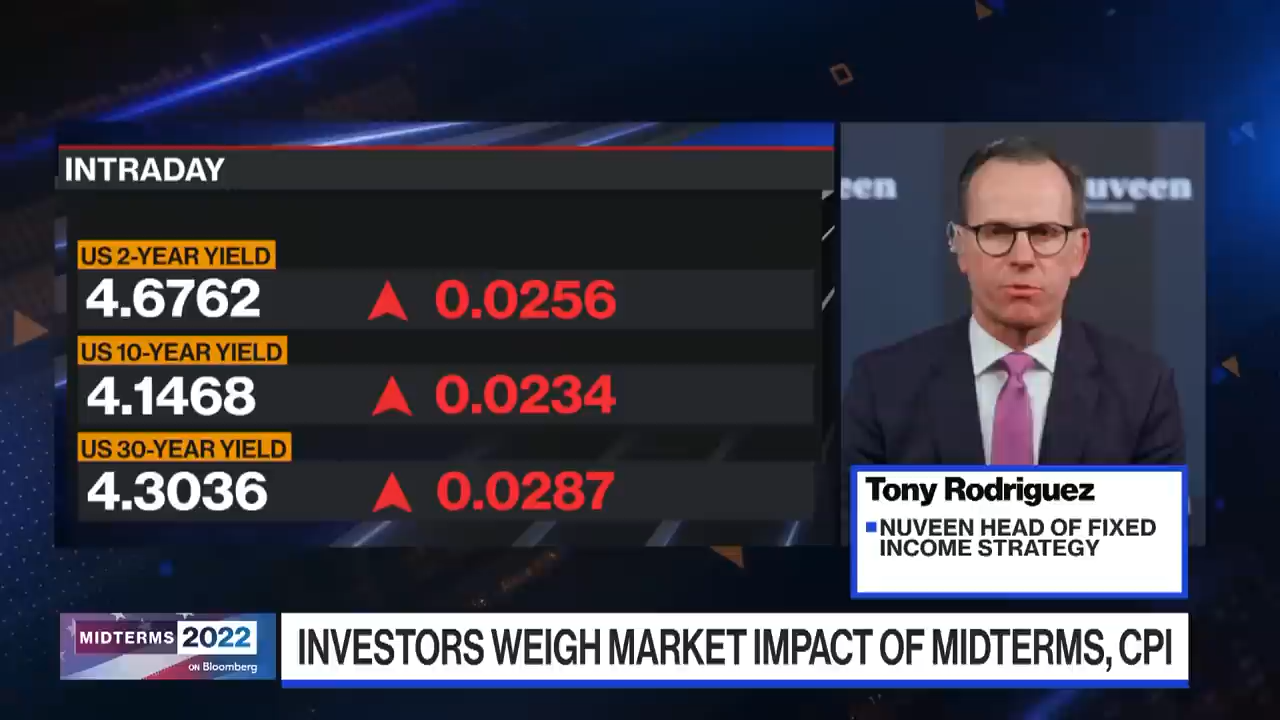 INTRADAY
US 2-YEAR YIELD
4.6762 ▲ 0.0256
US 10-YEAR YIELD
4.1468 ▲ 0.0234
US 30-YEAR YIELD
4.3036 ▲ 0.0287
een
uveen
Tony Rodriguez
NUVEEN HEAD OF FIXED
INCOME STRATEGY
MIDTERMS 2022
ON Bloomberg
INVESTORS WEIGH MARKET IMPACT OF MIDTERMS, CPI